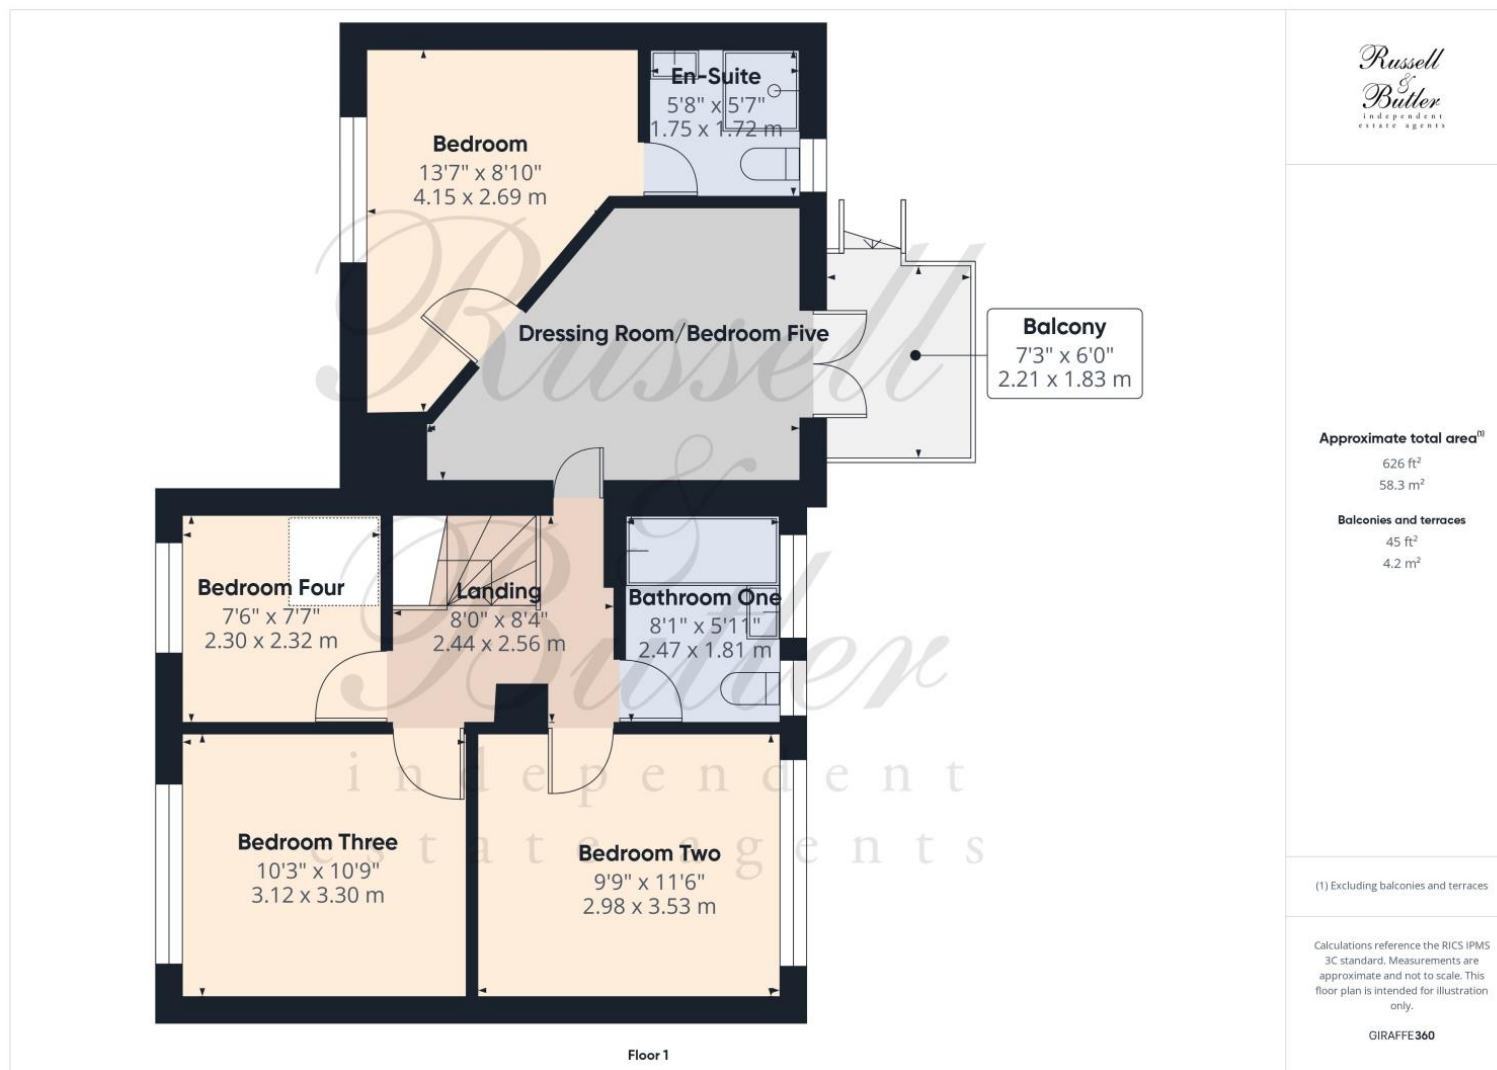 En-Suite
5'8" x 5'7"
1.75 x 1.72 m
Bedroom
13'7" x 8'10"
4.15 x 2.69 m
Dressing Room/Bedroom Five
Balcony
7'3" x 6'0"
2.21 x 1.83 m
Bedroom Four
7'6" x 7'7"
2.30 x 2.32 m
Landing
8'0" x 8'4"
2.44 x 2.56 m
Bathroom One
8'1" x 5'11"
2.47 x 1.81 m
Bedroom Three
10'3" x 10'9"
3.12 x 3.30 m
Bedroom Two
9'9" x 11'6"
2.98 x 3.53 m
Floor 1
Russell
&
Butler
independent
estate agents
Russell
&
Butler
independent
estate agents
Approximate total area(1)
626 ft²
58.3 m²
Balconies and terraces
45 ft²
4.2 m²
(1) Excluding balconies and terraces
Calculations reference the RICS IPMS
3C standard. Measurements are
approximate and not to scale. This
floor plan is intended for illustration
only.
GIRAFFE360